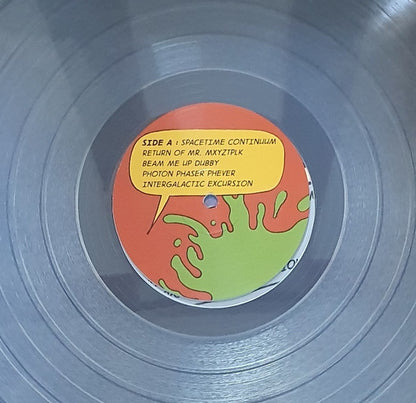 SIDE A : SPACETIME CONTINUUM
RETURN OF MR. MXYZTPLK
BEAM ME UP DUBBY
PHOTON PHASER PHEVER
INTERGALACTIC EXCURSION